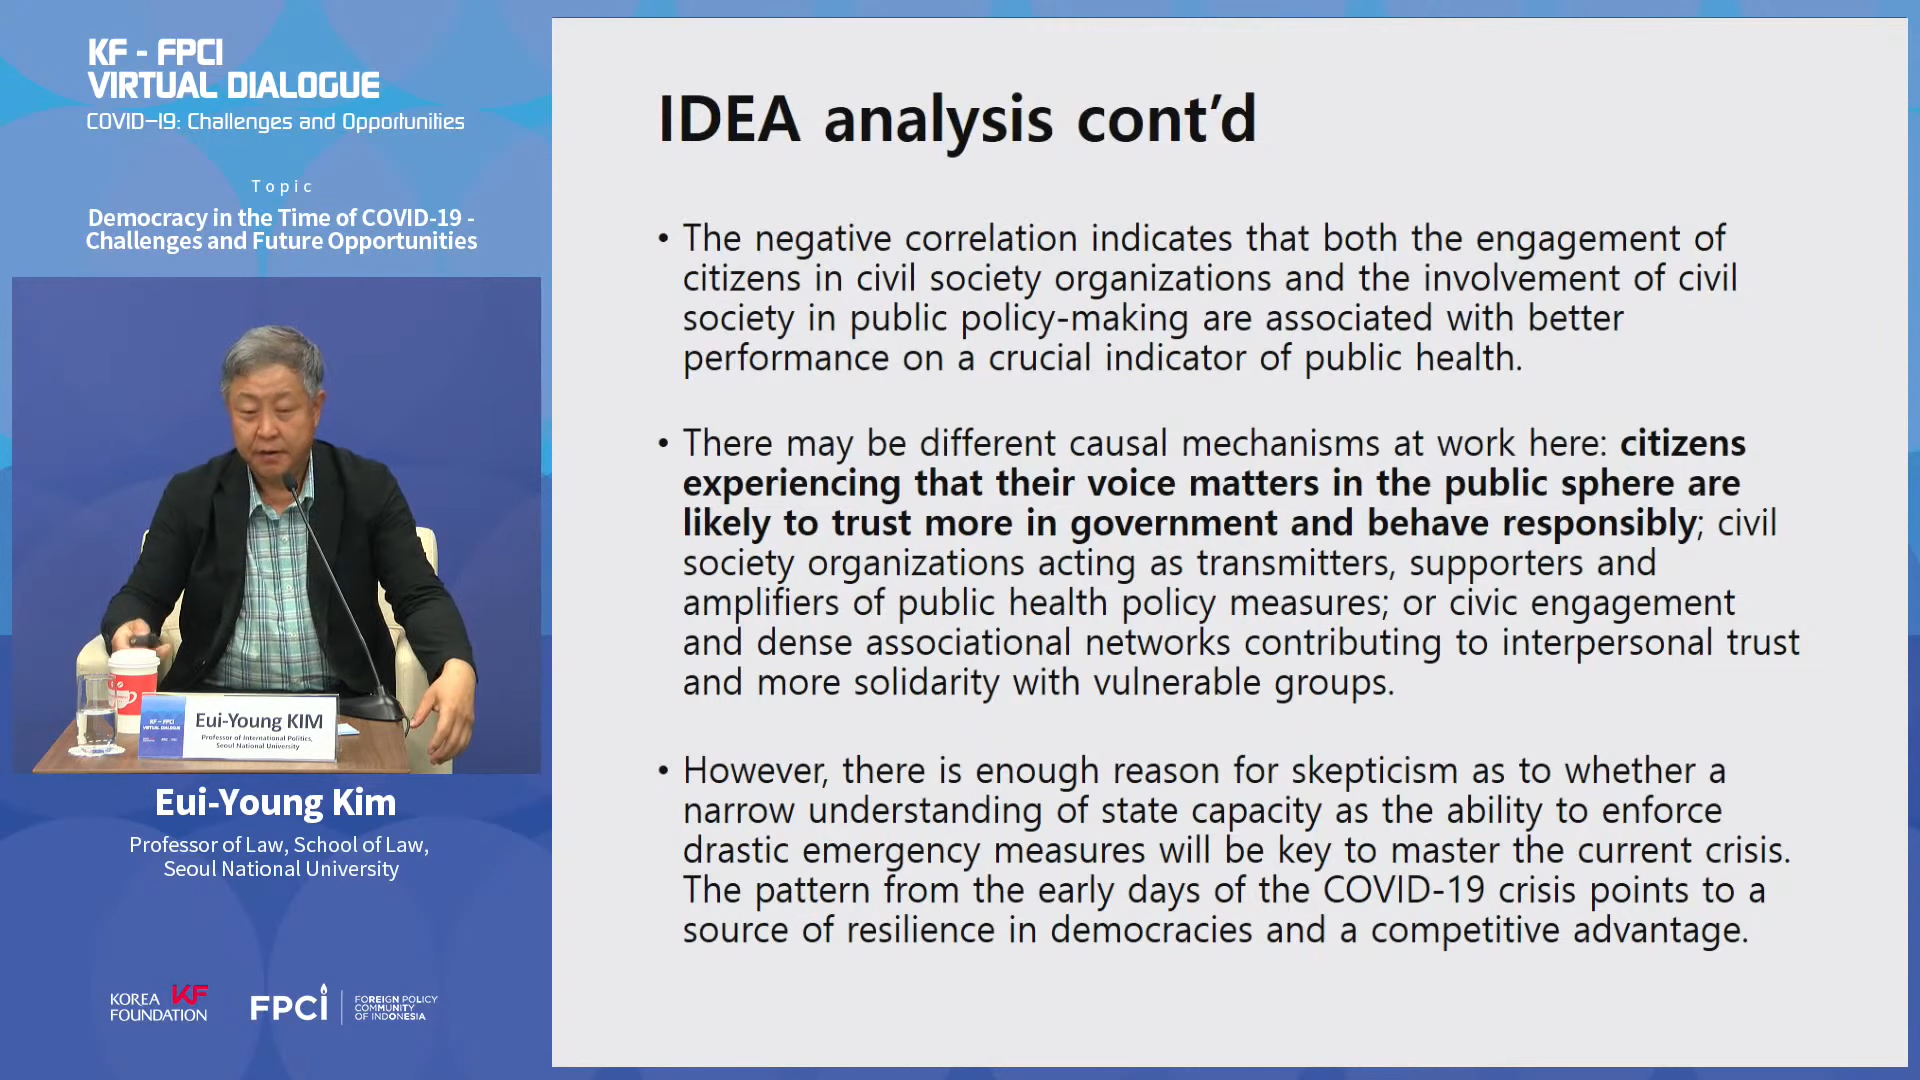 KF - FPCI
VIRTUAL DIALOGUE
COVID-19: Challenges and Opportunities
Topic
Democracy in the Time of COVID-19 -
Challenges and Future Opportunities
KF - FPCI
VIRTUAL DIALOGUE
Eui-Young KIM
Professor of International Politics,
Seoul National University
Eui-Young Kim
Professor of Law, School of Law,
Seoul National University
KOREA KF
FOUNDATION
FPCI
FOREIGN POLICY
COMMUNITY
OF INDONESIA
IDEA analysis cont’d
• The negative correlation indicates that both the engagement of
citizens in civil society organizations and the involvement of civil
society in public policy-making are associated with better
performance on a crucial indicator of public health.
• There may be different causal mechanisms at work here: citizens
experiencing that their voice matters in the public sphere are
likely to trust more in government and behave responsibly; civil
society organizations acting as transmitters, supporters and
amplifiers of public health policy measures; or civic engagement
and dense associational networks contributing to interpersonal trust
and more solidarity with vulnerable groups.
• However, there is enough reason for skepticism as to whether a
narrow understanding of state capacity as the ability to enforce
drastic emergency measures will be key to master the current crisis.
The pattern from the early days of the COVID-19 crisis points to a
source of resilience in democracies and a competitive advantage.